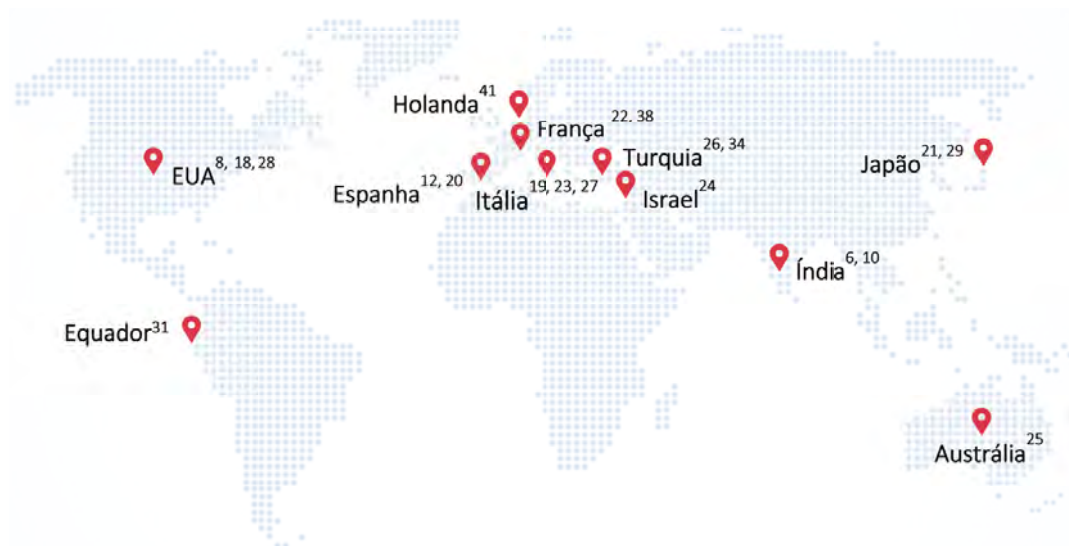 Holanda41
França22, 38
EUA8, 18, 28
Espanha12, 20
Itália19, 23, 27
Turquia26, 34
Israel24
Japão21, 29
Índia6, 10
Equador31
Austrália25